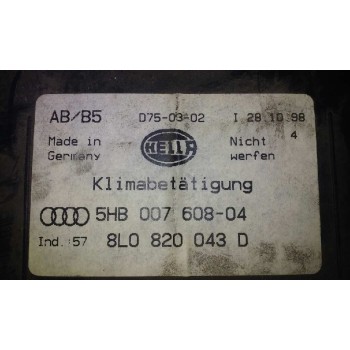 AB/B5 D75-03-02 I 28.10.98
Made in Germany HELLA Nicht 4 werfen
Klimabetätigung
5HB 007 608-04
Ind.:57 8L0 820 043 D